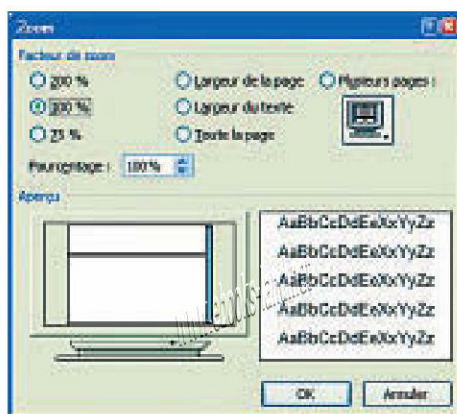 Zoom
Facteur de zoom
200 % Largeur de la page Plusieurs pages :
100 % Largeur du texte
75 % Toute la page
Pourcentage : 100%
Aperçu
AaBbCcDdEeXxYyZz
AaBbCcDdEeXxYyZz
AaBbCcDdEeXxYyZz
AaBbCcDdEeXxYyZz
AaBbCcDdEeXxYyZz
OK Annuler